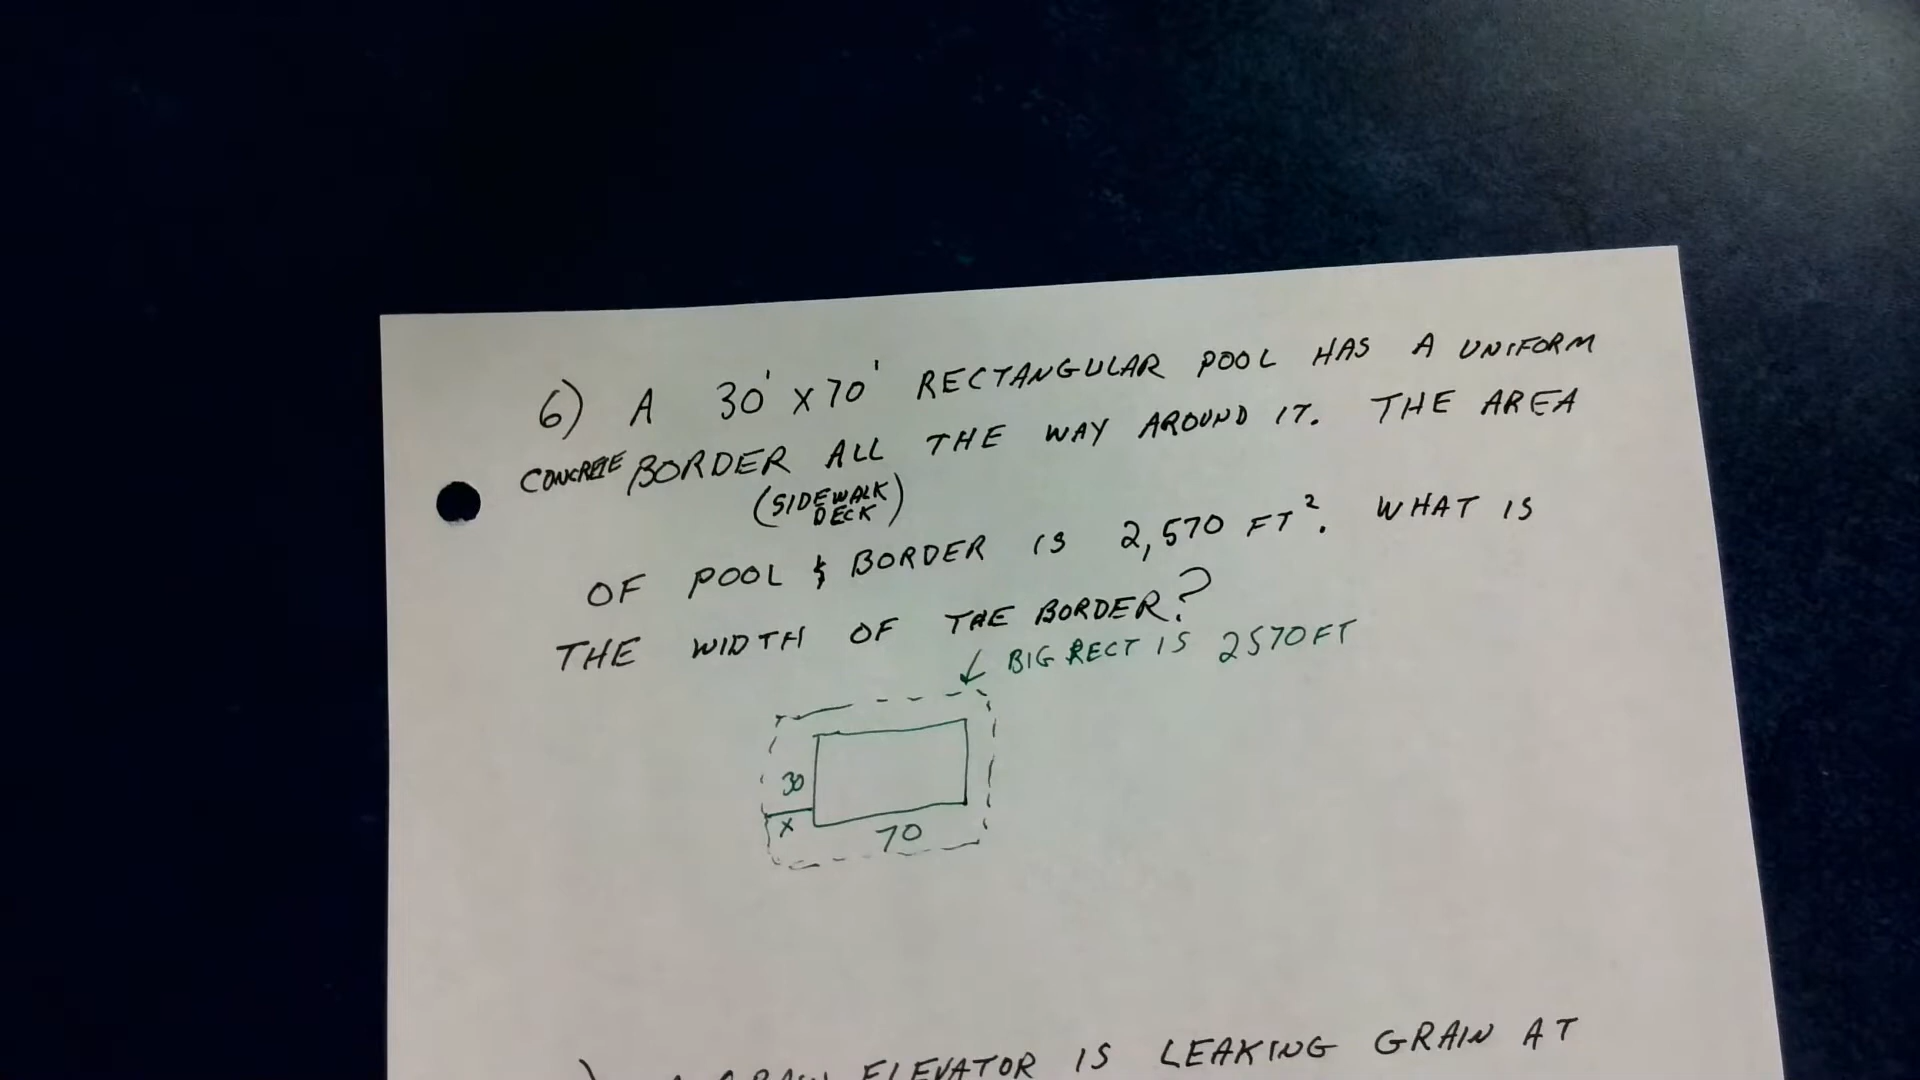 6) A 30' X 70' RECTANGULAR POOL HAS A UNIFORM
CONCRETE BORDER ALL THE WAY AROUND IT. THE AREA
(SIDEWALK
DECK)
OF POOL & BORDER IS 2,570 FT². WHAT IS
THE WIDTH OF THE BORDER?
↙ BIG RECT IS 2570 FT
30
X
70
ELEVATOR IS LEAKING GRAIN AT